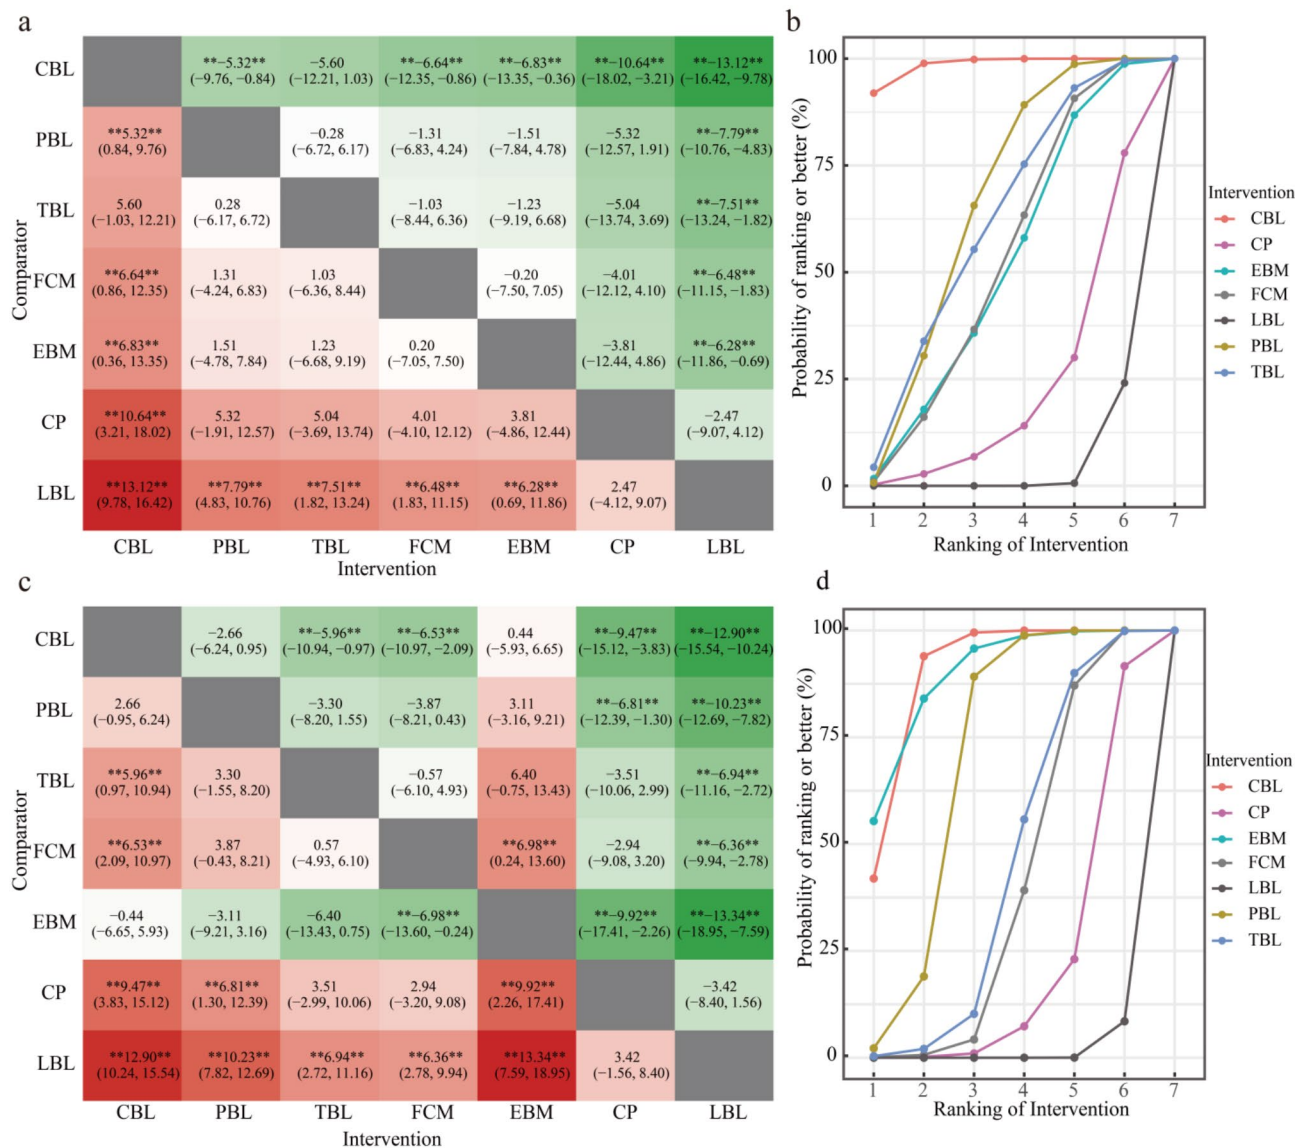 a
CBL
**−5.32** −5.60 **−6.64** **−6.83** **−10.64** **−13.12**
(−9.76, −0.84) (−12.21, 1.03) (−12.35, −0.86) (−13.35, −0.36) (−18.02, −3.21) (−16.42, −9.78)
PBL
**5.32** −0.28 −1.31 −1.51 −5.32 **−7.79**
(0.84, 9.76) (−6.72, 6.17) (−6.83, 4.24) (−7.84, 4.78) (−12.57, 1.91) (−10.76, −4.83)
TBL
5.60 0.28 −1.03 −1.23 −5.04 **−7.51**
(−1.03, 12.21) (−6.17, 6.72) (−8.44, 6.36) (−9.19, 6.68) (−13.74, 3.69) (−13.24, −1.82)
Comparator
FCM
**6.64** 1.31 1.03 −0.20 −4.01 **−6.48**
(0.86, 12.35) (−4.24, 6.83) (−6.36, 8.44) (−7.50, 7.05) (−12.12, 4.10) (−11.15, −1.83)
EBM
**6.83** 1.51 1.23 0.20 −3.81 **−6.28**
(0.36, 13.35) (−4.78, 7.84) (−6.68, 9.19) (−7.05, 7.50) (−12.44, 4.86) (−11.86, −0.69)
CP
**10.64** 5.32 5.04 4.01 3.81 −2.47
(3.21, 18.02) (−1.91, 12.57) (−3.69, 13.74) (−4.10, 12.12) (−4.86, 12.44) (−9.07, 4.12)
LBL
**13.12** **7.79** **7.51** **6.48** **6.28** 2.47
(9.78, 16.42) (4.83, 10.76) (1.82, 13.24) (1.83, 11.15) (0.69, 11.86) (−4.12, 9.07)
CBL PBL TBL FCM EBM CP LBL
Intervention
b
Probability of ranking or better (%)
100
75
50
25
0
1 2 3 4 5 6 7
Ranking of Intervention
Intervention
CBL
CP
EBM
FCM
LBL
PBL
TBL
c
CBL
−2.66 **−5.96** **−6.53** 0.44 **−9.47** **−12.90**
(−6.24, 0.95) (−10.94, −0.97) (−10.97, −2.09) (−5.93, 6.65) (−15.12, −3.83) (−15.54, −10.24)
PBL
2.66 −3.30 −3.87 3.11 **−6.81** **−10.23**
(−0.95, 6.24) (−8.20, 1.55) (−8.21, 0.43) (−3.16, 9.21) (−12.39, −1.30) (−12.69, −7.82)
TBL
**5.96** 3.30 −0.57 6.40 −3.51 **−6.94**
(0.97, 10.94) (−1.55, 8.20) (−6.10, 4.93) (−0.75, 13.43) (−10.06, 2.99) (−11.16, −2.72)
Comparator
FCM
**6.53** 3.87 0.57 **6.98** −2.94 **−6.36**
(2.09, 10.97) (−0.43, 8.21) (−4.93, 6.10) (0.24, 13.60) (−9.08, 3.20) (−9.94, −2.78)
EBM
−0.44 −3.11 −6.40 **−6.98** **−9.92** **−13.34**
(−6.65, 5.93) (−9.21, 3.16) (−13.43, 0.75) (−13.60, −0.24) (−17.41, −2.26) (−18.95, −7.59)
CP
**9.47** **6.81** 3.51 2.94 **9.92** −3.42
(3.83, 15.12) (1.30, 12.39) (−2.99, 10.06) (−3.20, 9.08) (2.26, 17.41) (−8.40, 1.56)
LBL
**12.90** **10.23** **6.94** **6.36** **13.34** 3.42
(10.24, 15.54) (7.82, 12.69) (2.72, 11.16) (2.78, 9.94) (7.59, 18.95) (−1.56, 8.40)
CBL PBL TBL FCM EBM CP LBL
Intervention
d
Probability of ranking or better (%)
100
75
50
25
0
1 2 3 4 5 6 7
Ranking of Intervention
Intervention
CBL
CP
EBM
FCM
LBL
PBL
TBL